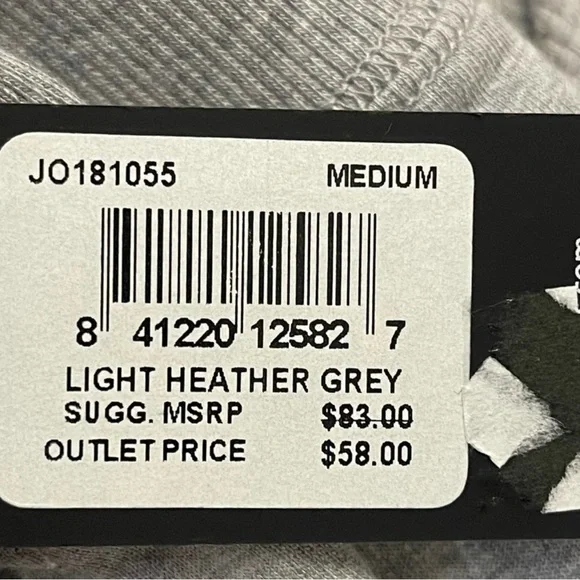 JO181055 MEDIUM
8 41220 12582 7
LIGHT HEATHER GREY
SUGG. MSRP $83.00
OUTLET PRICE $58.00